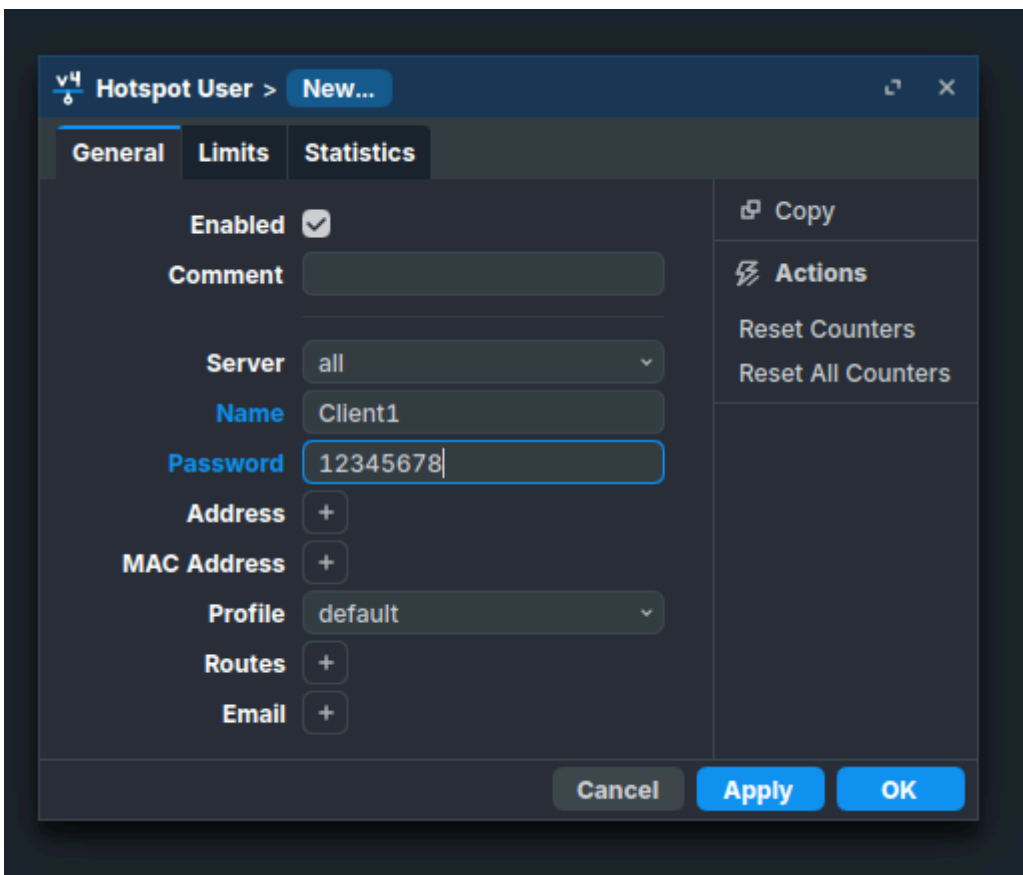 v4 Hotspot User > New...
General Limits Statistics
Enabled
Comment
Server all
Name Client1
Password 12345678
Address +
MAC Address +
Profile default
Routes +
Email +
Copy
Actions
Reset Counters
Reset All Counters
Cancel Apply OK